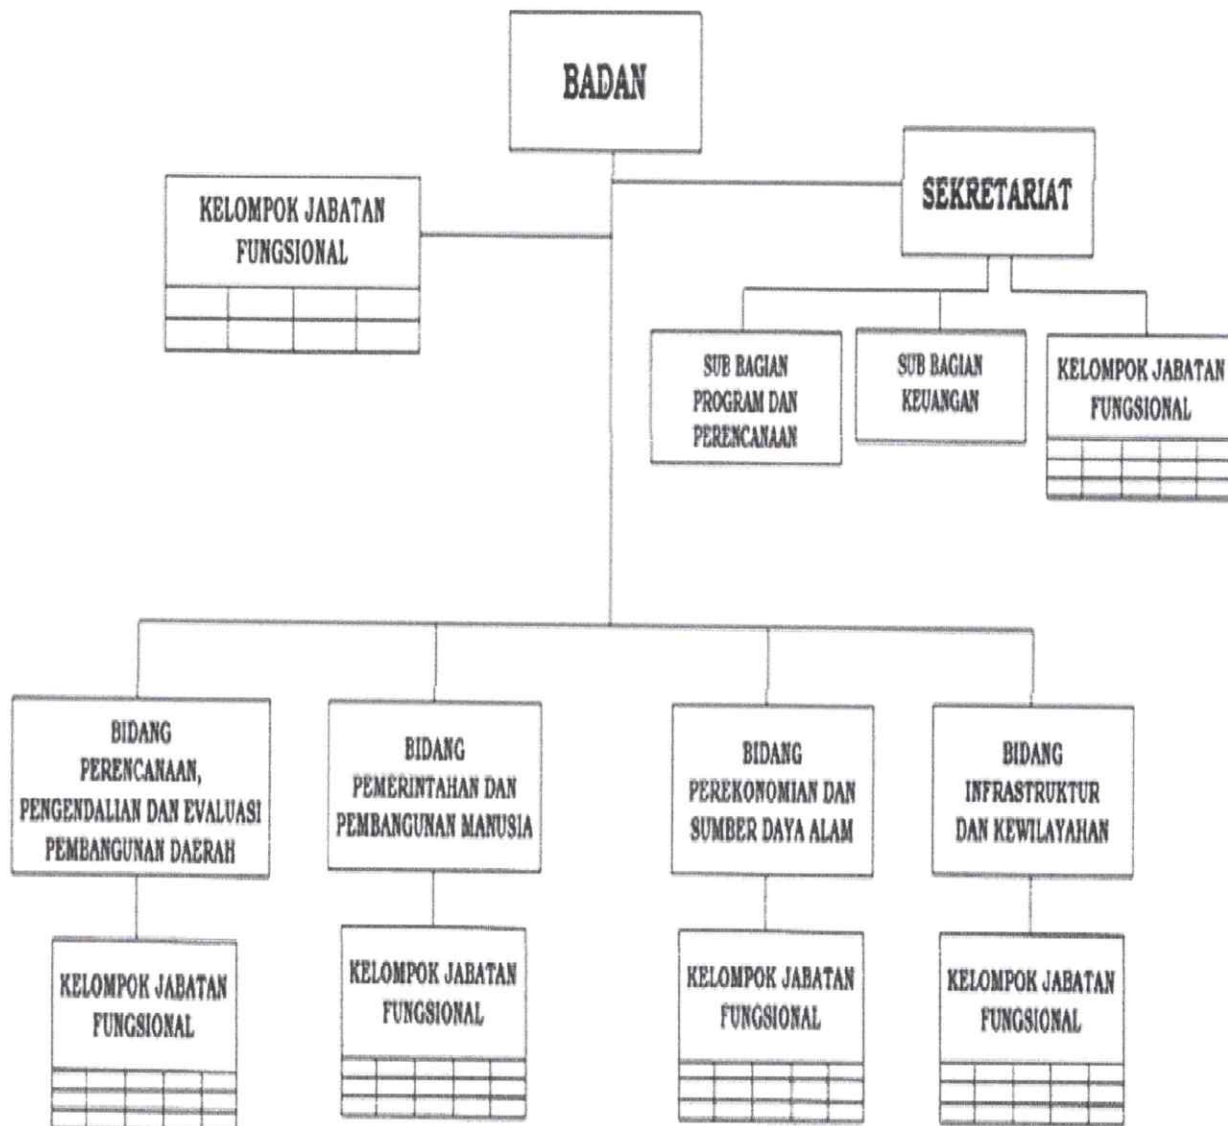 BADAN
SEKRETARIAT
KELOMPOK JABATAN
FUNGSIONAL
SUB BAGIAN
PROGRAM DAN
PERENCANAAN
SUB BAGIAN
KEUANGAN
KELOMPOK JABATAN
FUNGSIONAL
BIDANG
PERENCANAAN,
PENGENDALIAN DAN EVALUASI
PEMBANGUNAN DAERAH
BIDANG
PEMERINTAHAN DAN
PEMBANGUNAN MANUSIA
BIDANG
PEREKONOMIAN DAN
SUMBER DAYA ALAM
BIDANG
INFRASTRUKTUR
DAN KEWILAYAHAN
KELOMPOK JABATAN
FUNGSIONAL
KELOMPOK JABATAN
FUNGSIONAL
KELOMPOK JABATAN
FUNGSIONAL
KELOMPOK JABATAN
FUNGSIONAL